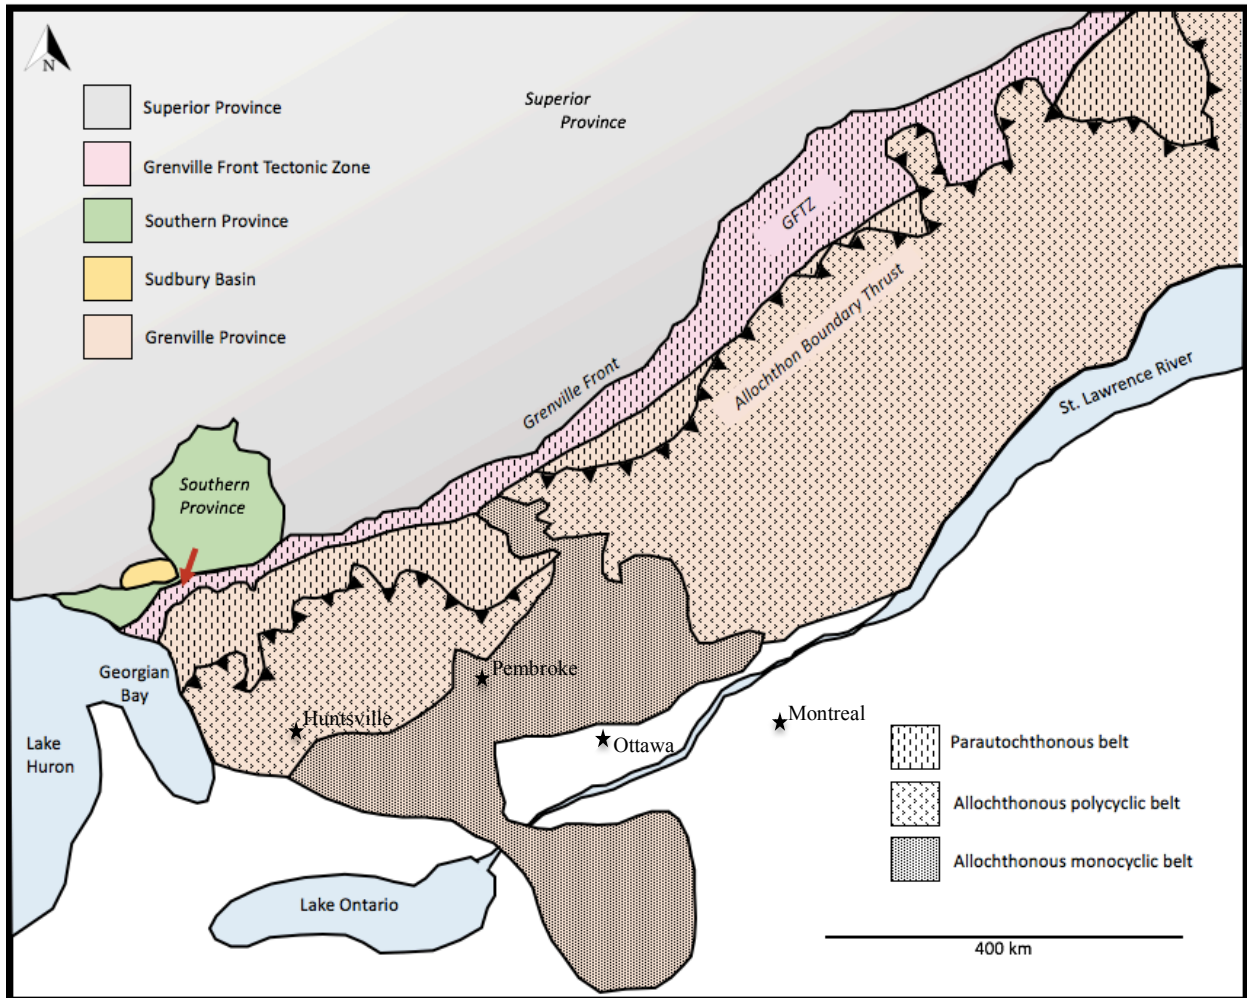 N
Superior Province
Grenville Front Tectonic Zone
Southern Province
Sudbury Basin
Grenville Province
Superior
Province
GFTZ
Allochthon Boundary Thrust
Grenville Front
St. Lawrence River
Southern
Province
Georgian
Bay
Lake
Huron
Pembroke
Huntsville
Ottawa
Montreal
Lake Ontario
Parautochthonous belt
Allochthonous polycyclic belt
Allochthonous monocyclic belt
400 km